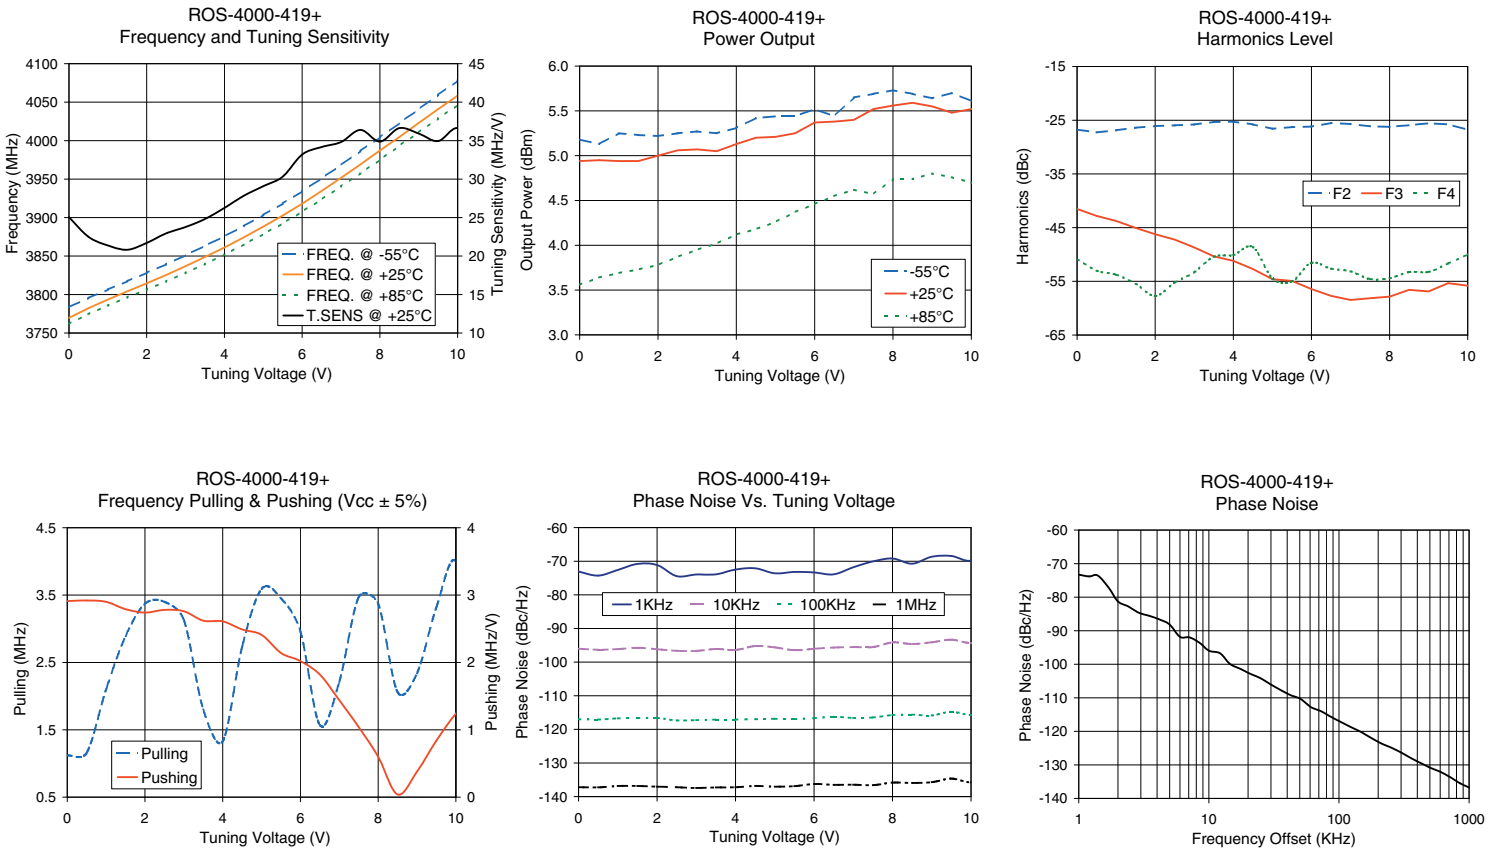 ROS-4000-419+
Frequency and Tuning Sensitivity
4100
4050
4000
3950
3900
3850
3800
3750
45
40
35
30
25
20
15
10
Frequency (MHz)
Tuning Sensitivity (MHz/V)
FREQ. @ -55°C
FREQ. @ +25°C
FREQ. @ +85°C
T.SENS @ +25°C
0 2 4 6 8 10
Tuning Voltage (V)
ROS-4000-419+
Power Output
6.0
5.5
5.0
4.5
4.0
3.5
3.0
Output Power (dBm)
-55°C
+25°C
+85°C
0 2 4 6 8 10
Tuning Voltage (V)
ROS-4000-419+
Harmonics Level
-15
-25
-35
-45
-55
-65
Harmonics (dBc)
F2 F3 F4
0 2 4 6 8 10
Tuning Voltage (V)
ROS-4000-419+
Frequency Pulling & Pushing (Vcc ± 5%)
4.5
3.5
2.5
1.5
0.5
4
3
2
1
0
Pulling (MHz)
Pushing (MHz/V)
Pulling
Pushing
0 2 4 6 8 10
Tuning Voltage (V)
ROS-4000-419+
Phase Noise Vs. Tuning Voltage
-60
-70
-80
-90
-100
-110
-120
-130
-140
Phase Noise (dBc/Hz)
1KHz 10KHz 100KHz 1MHz
0 2 4 6 8 10
Tuning Voltage (V)
ROS-4000-419+
Phase Noise
-60
-70
-80
-90
-100
-110
-120
-130
-140
Phase Noise (dBc/Hz)
1 10 100 1000
Frequency Offset (KHz)